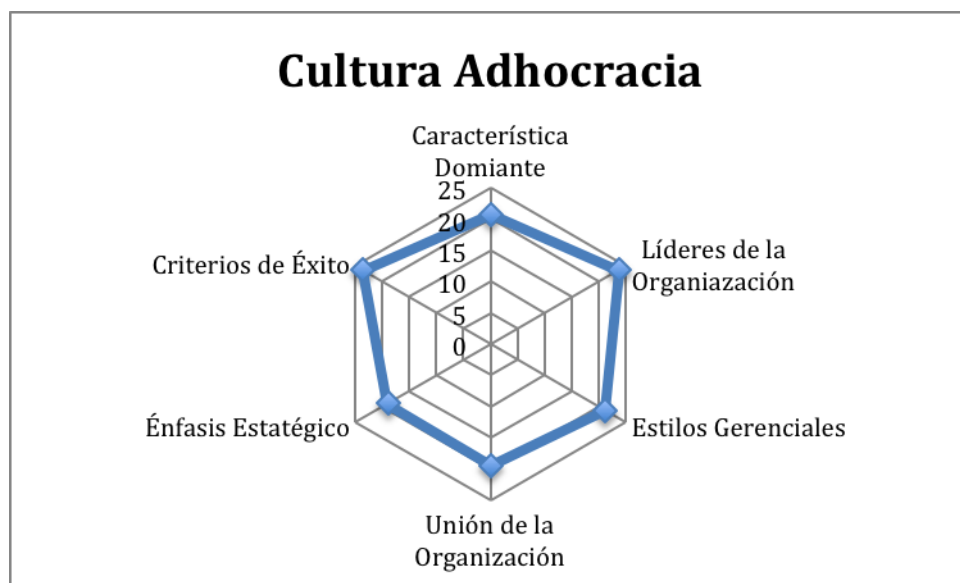 Cultura Adhocracia
Característica
Domiante
25
20
15
10
5
0
Líderes de la
Organiazación
Estilos Gerenciales
Unión de la
Organización
Énfasis Estatégico
Criterios de Éxito